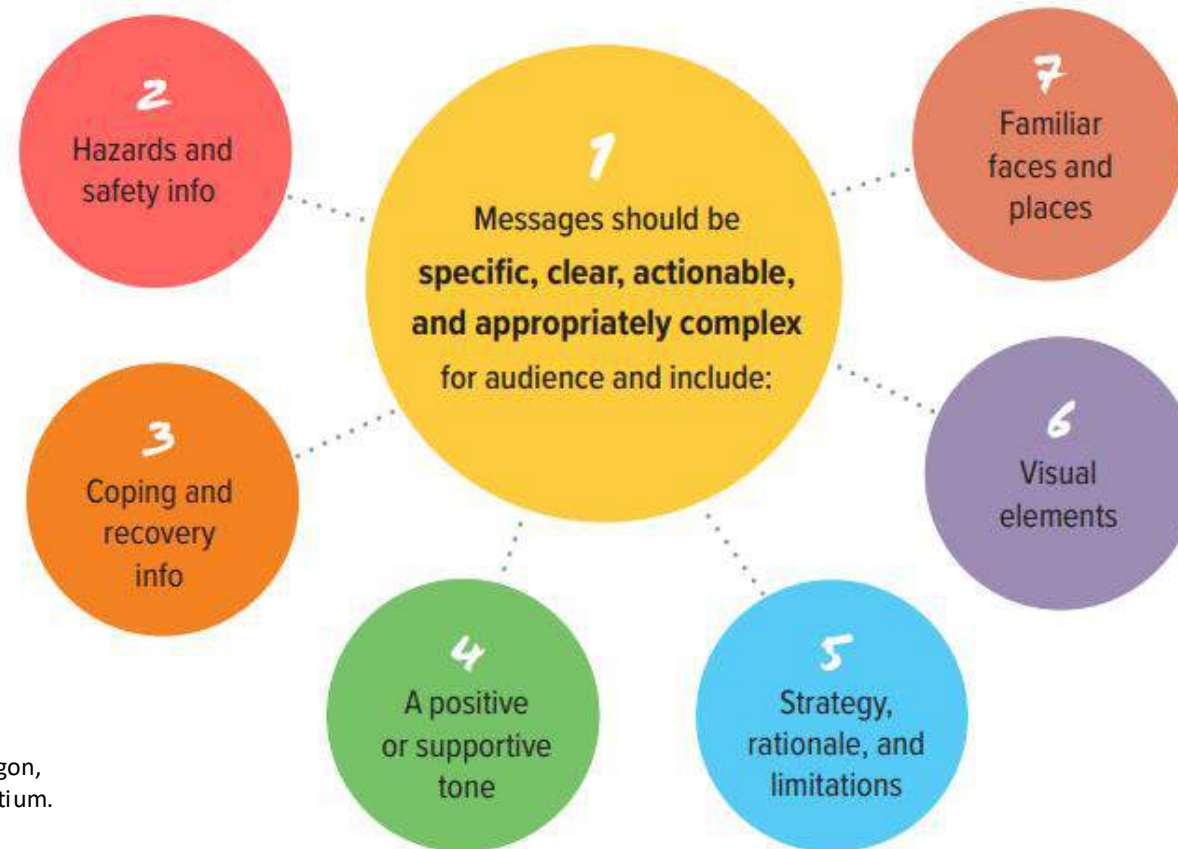 1
Messages should be
specific, clear, actionable,
and appropriately complex
for audience and include:
2
Hazards and
safety info
3
Coping and
recovery
info
4
A positive
or supportive
tone
5
Strategy,
rationale, and
limitations
6
Visual
elements
7
Familiar
faces and
places
gon,
tium.